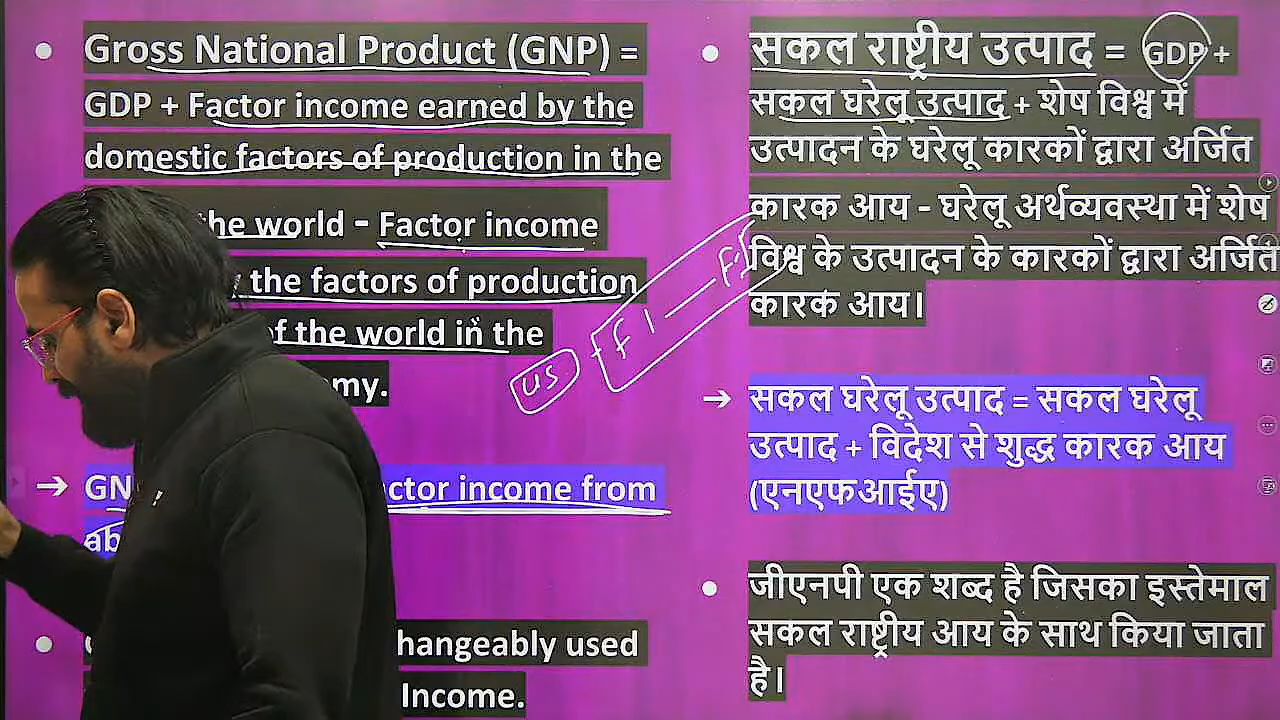 Gross National Product (GNP) =
GDP + Factor income earned by the
domestic factors of production in the
the world – Factor income
the factors of production
of the world in the
my.
GN ctor income from
ab
hangeably used
Income.
us
सकल राष्ट्रीय उत्पाद = GDP +
सकल घरेलू उत्पाद + शेष विश्व में
उत्पादन के घरेलू कारकों द्वारा अर्जित
कारक आय - घरेलू अर्थव्यवस्था में शेष
विश्व के उत्पादन के कारकों द्वारा अर्जित
कारक आय।
→ सकल घरेलू उत्पाद = सकल घरेलू
उत्पाद + विदेश से शुद्ध कारक आय
(एनएफआईए)
जीएनपी एक शब्द है जिसका इस्तेमाल
सकल राष्ट्रीय आय के साथ किया जाता
है।